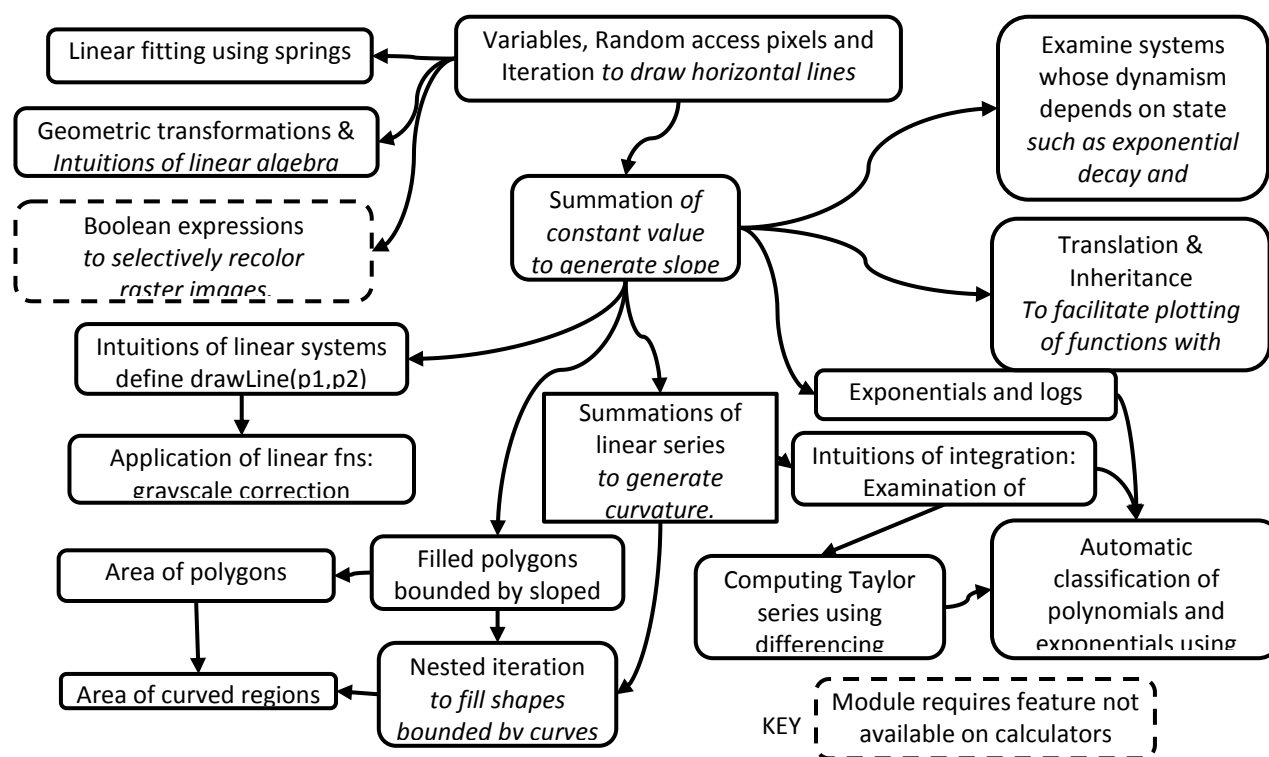 Linear fitting using springs
Variables, Random access pixels and
Iteration to draw horizontal lines
Examine systems
whose dynamism
depends on state
such as exponential
decay and
Geometric transformations &
Intuitions of linear algebra
Boolean expressions
to selectively recolor
raster images.
Summation of
constant value
to generate slope
Translation &
Inheritance
To facilitate plotting
of functions with
Intuitions of linear systems
define drawLine(p1,p2)
Exponentials and logs
Application of linear fns:
grayscale correction
Summations of
linear series
to generate
curvature.
Intuitions of integration:
Examination of
Area of polygons
Filled polygons
bounded by sloped
Computing Taylor
series using
differencing
Automatic
classification of
polynomials and
exponentials using
Area of curved regions
Nested iteration
to fill shapes
bounded by curves
KEY
Module requires feature not
available on calculators